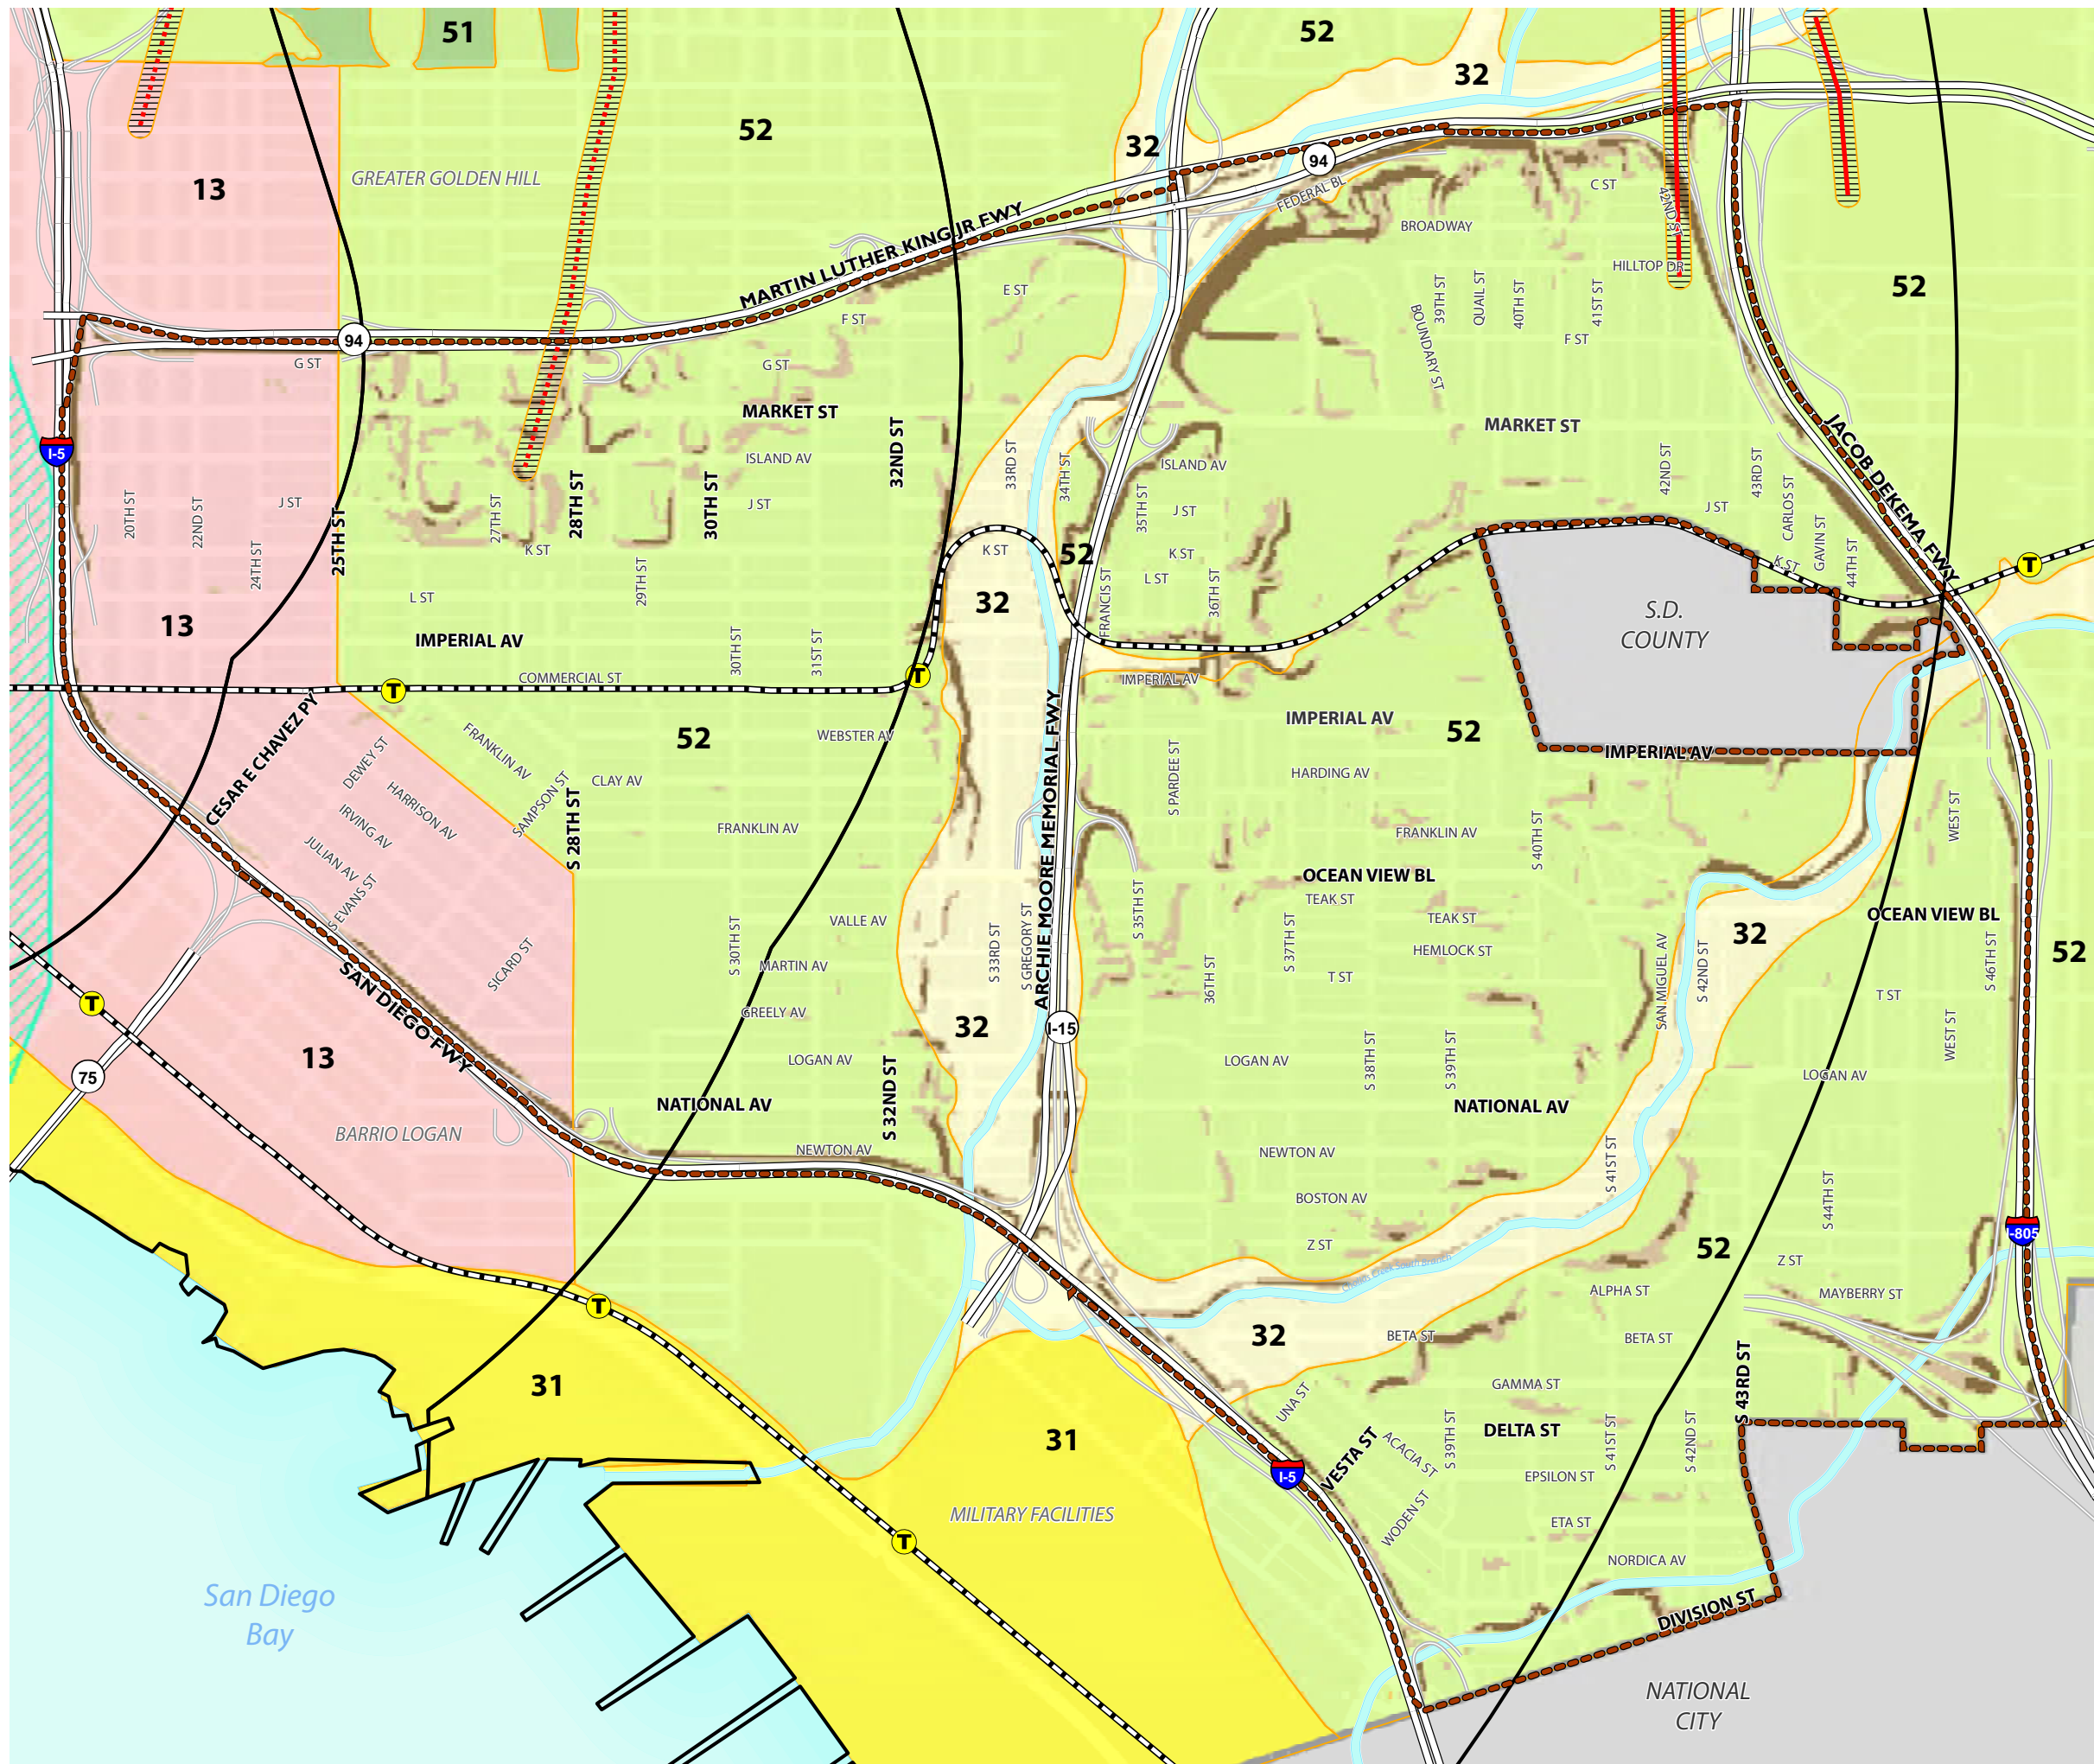 51
52
32
52
32
13
GREATER GOLDEN HILL
94
FEDERAL BL
C ST
42ND ST
BROADWAY
MARTIN LUTHER KING JR FWY
HILLTOP DR
52
E ST
F ST
39TH ST
QUAIL ST
40TH ST
41ST ST
BOUNDARY ST
F ST
94
G ST
G ST
MARKET ST
MARKET ST
JACOB DEKEMA FWY
I-5
32ND ST
ISLAND AV
33RD ST
34TH ST
ISLAND AV
42ND ST
43RD ST
20TH ST
22ND ST
J ST
25TH ST
27TH ST
28TH ST
30TH ST
J ST
35TH ST
J ST
J ST
CARLOS ST
GAVIN ST
44TH ST
24TH ST
K ST
K ST
52
K ST
K ST
T
L ST
29TH ST
32
FRANCIS ST
L ST
36TH ST
S.D.
COUNTY
13
IMPERIAL AV
30TH ST
31ST ST
COMMERCIAL ST
T
T
IMPERIAL AV
CESAR E CHAVEZ PY
DEWEY ST
FRANKLIN AV
52
WEBSTER AV
ARCHIE MOORE MEMORIAL FWY
IMPERIAL AV
52
IMPERIAL AV
HARRISON AV
SAMPSON ST
CLAY AV
S PARDEE ST
HARDING AV
WEST ST
IRVING AV
S 28TH ST
FRANKLIN AV
FRANKLIN AV
S 40TH ST
JULIAN AV
S EVANS ST
OCEAN VIEW BL
TEAK ST
TEAK ST
OCEAN VIEW BL
VALLE AV
S 35TH ST
S 37TH ST
32
52
S 30TH ST
MARTIN AV
S 33RD ST
S GREGORY ST
36TH ST
HEMLOCK ST
T ST
SAN MIGUEL AV
S 42ND ST
S 46TH ST
T ST
SICARD ST
SAN DIEGO FWY
T
GREELY AV
32
I-15
WEST ST
13
LOGAN AV
LOGAN AV
S 38TH ST
S 39TH ST
LOGAN AV
75
NATIONAL AV
S 32ND ST
NATIONAL AV
BARRIO LOGAN
NEWTON AV
NEWTON AV
S 41ST ST
BOSTON AV
S 44TH ST
Z ST
52
Z ST
I-805
T
ALPHA ST
MAYBERRY ST
32
BETA ST
BETA ST
31
UNA ST
GAMMA ST
S 43RD ST
31
VESTA ST
ACACIA ST
S 39TH ST
DELTA ST
S 41ST ST
S 42ND ST
I-5
EPSILON ST
MILITARY FACILITIES
WODEN ST
ETA ST
T
NORDICA AV
San Diego
Bay
DIVISION ST
NATIONAL
CITY